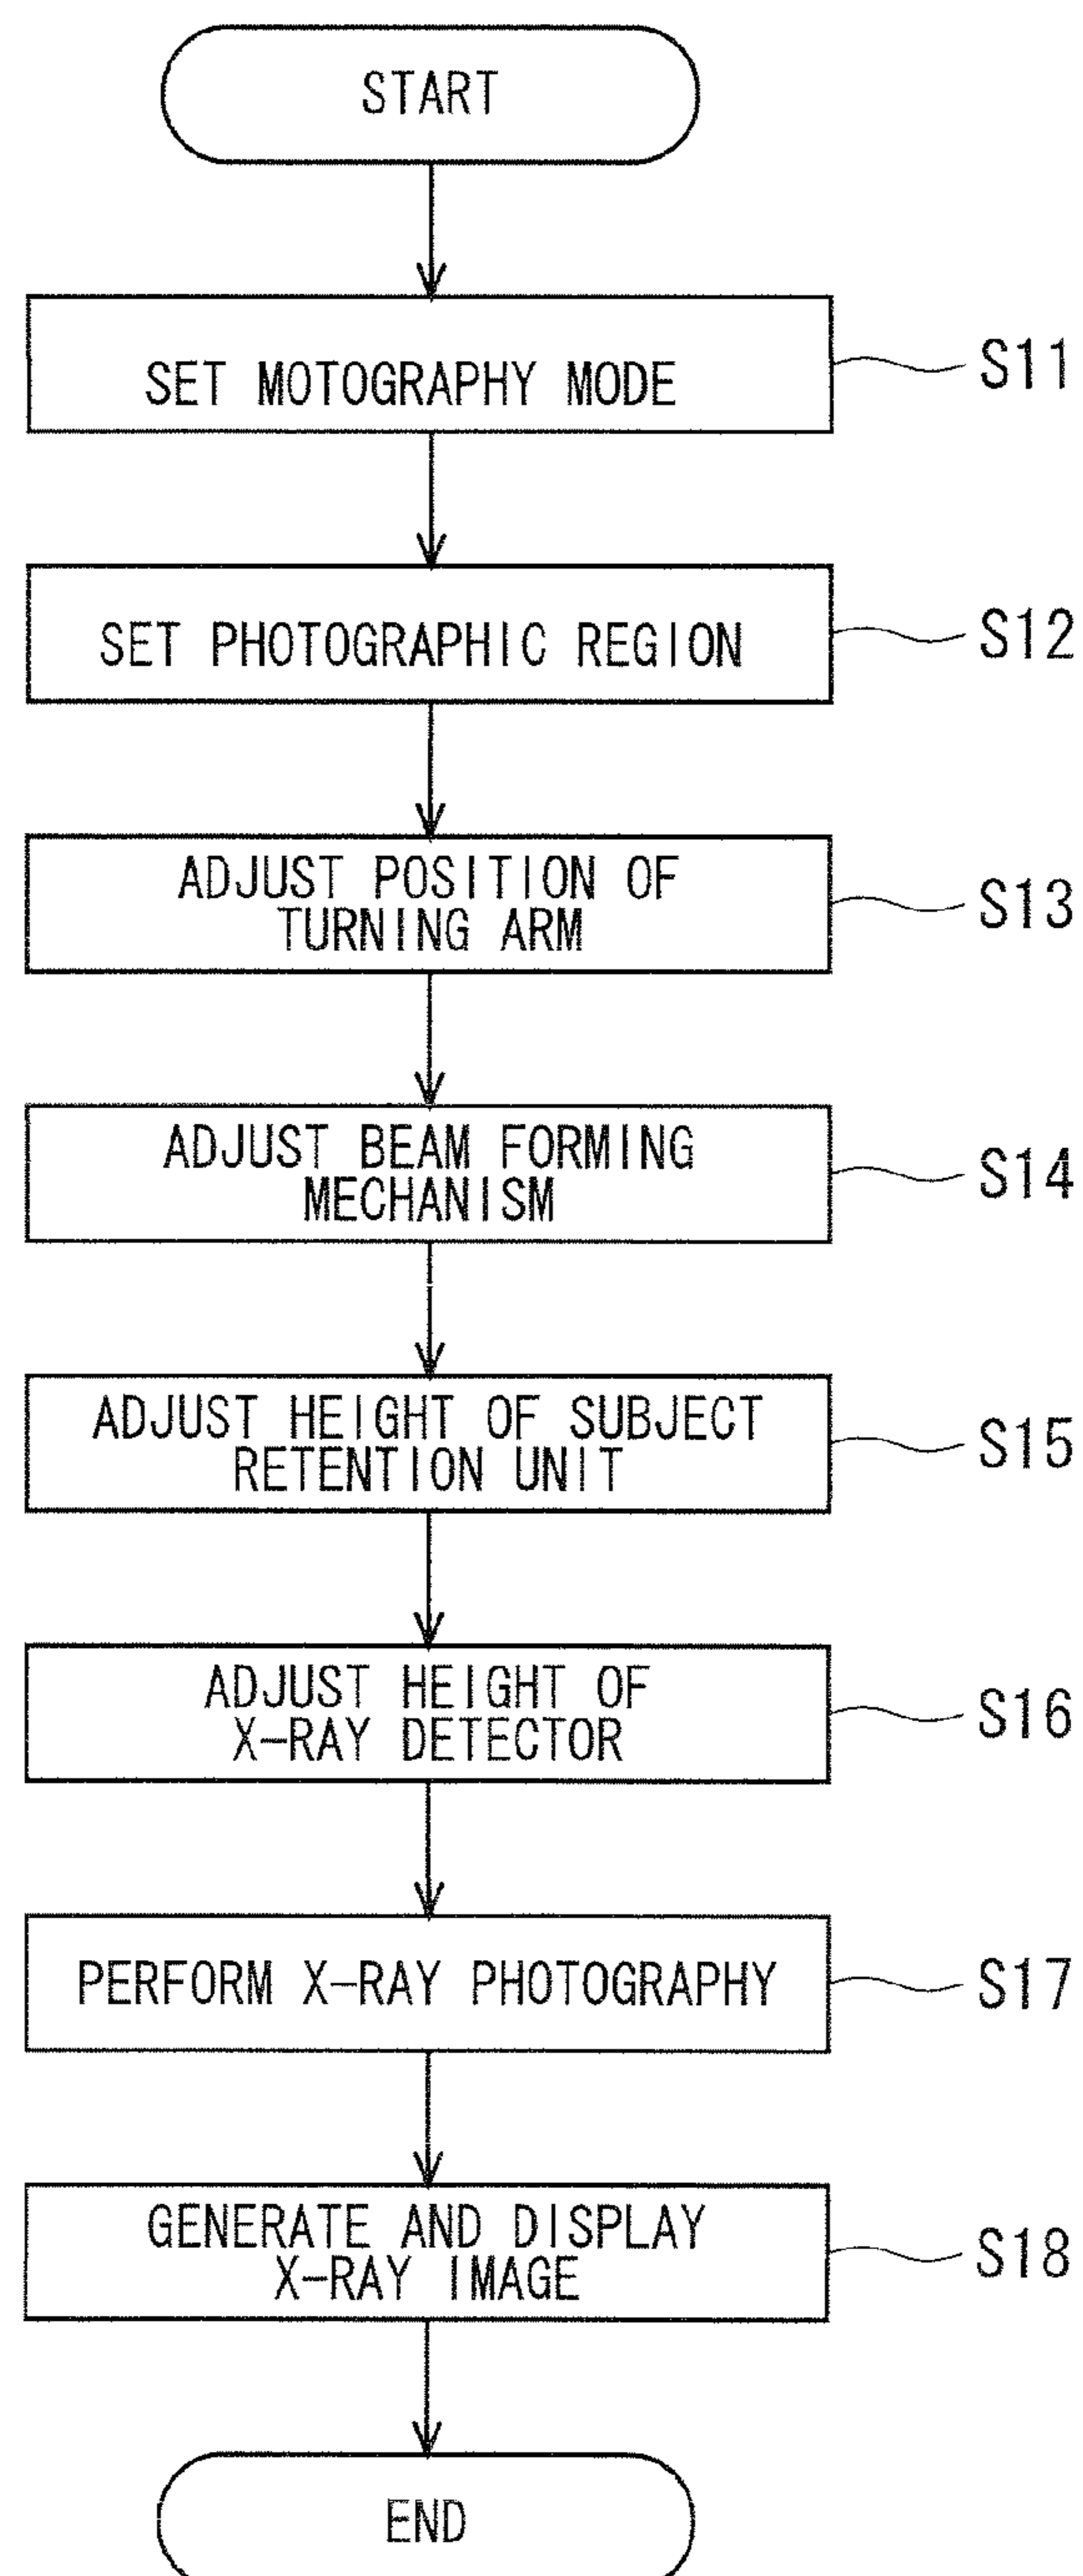 START
SET MOTOGRAPHY MODE
S11
SET PHOTOGRAPHIC REGION
S12
ADJUST POSITION OF
TURNING ARM
S13
ADJUST BEAM FORMING
MECHANISM
S14
ADJUST HEIGHT OF SUBJECT
RETENTION UNIT
S15
ADJUST HEIGHT OF
X-RAY DETECTOR
S16
PERFORM X-RAY PHOTOGRAPHY
S17
GENERATE AND DISPLAY
X-RAY IMAGE
S18
END